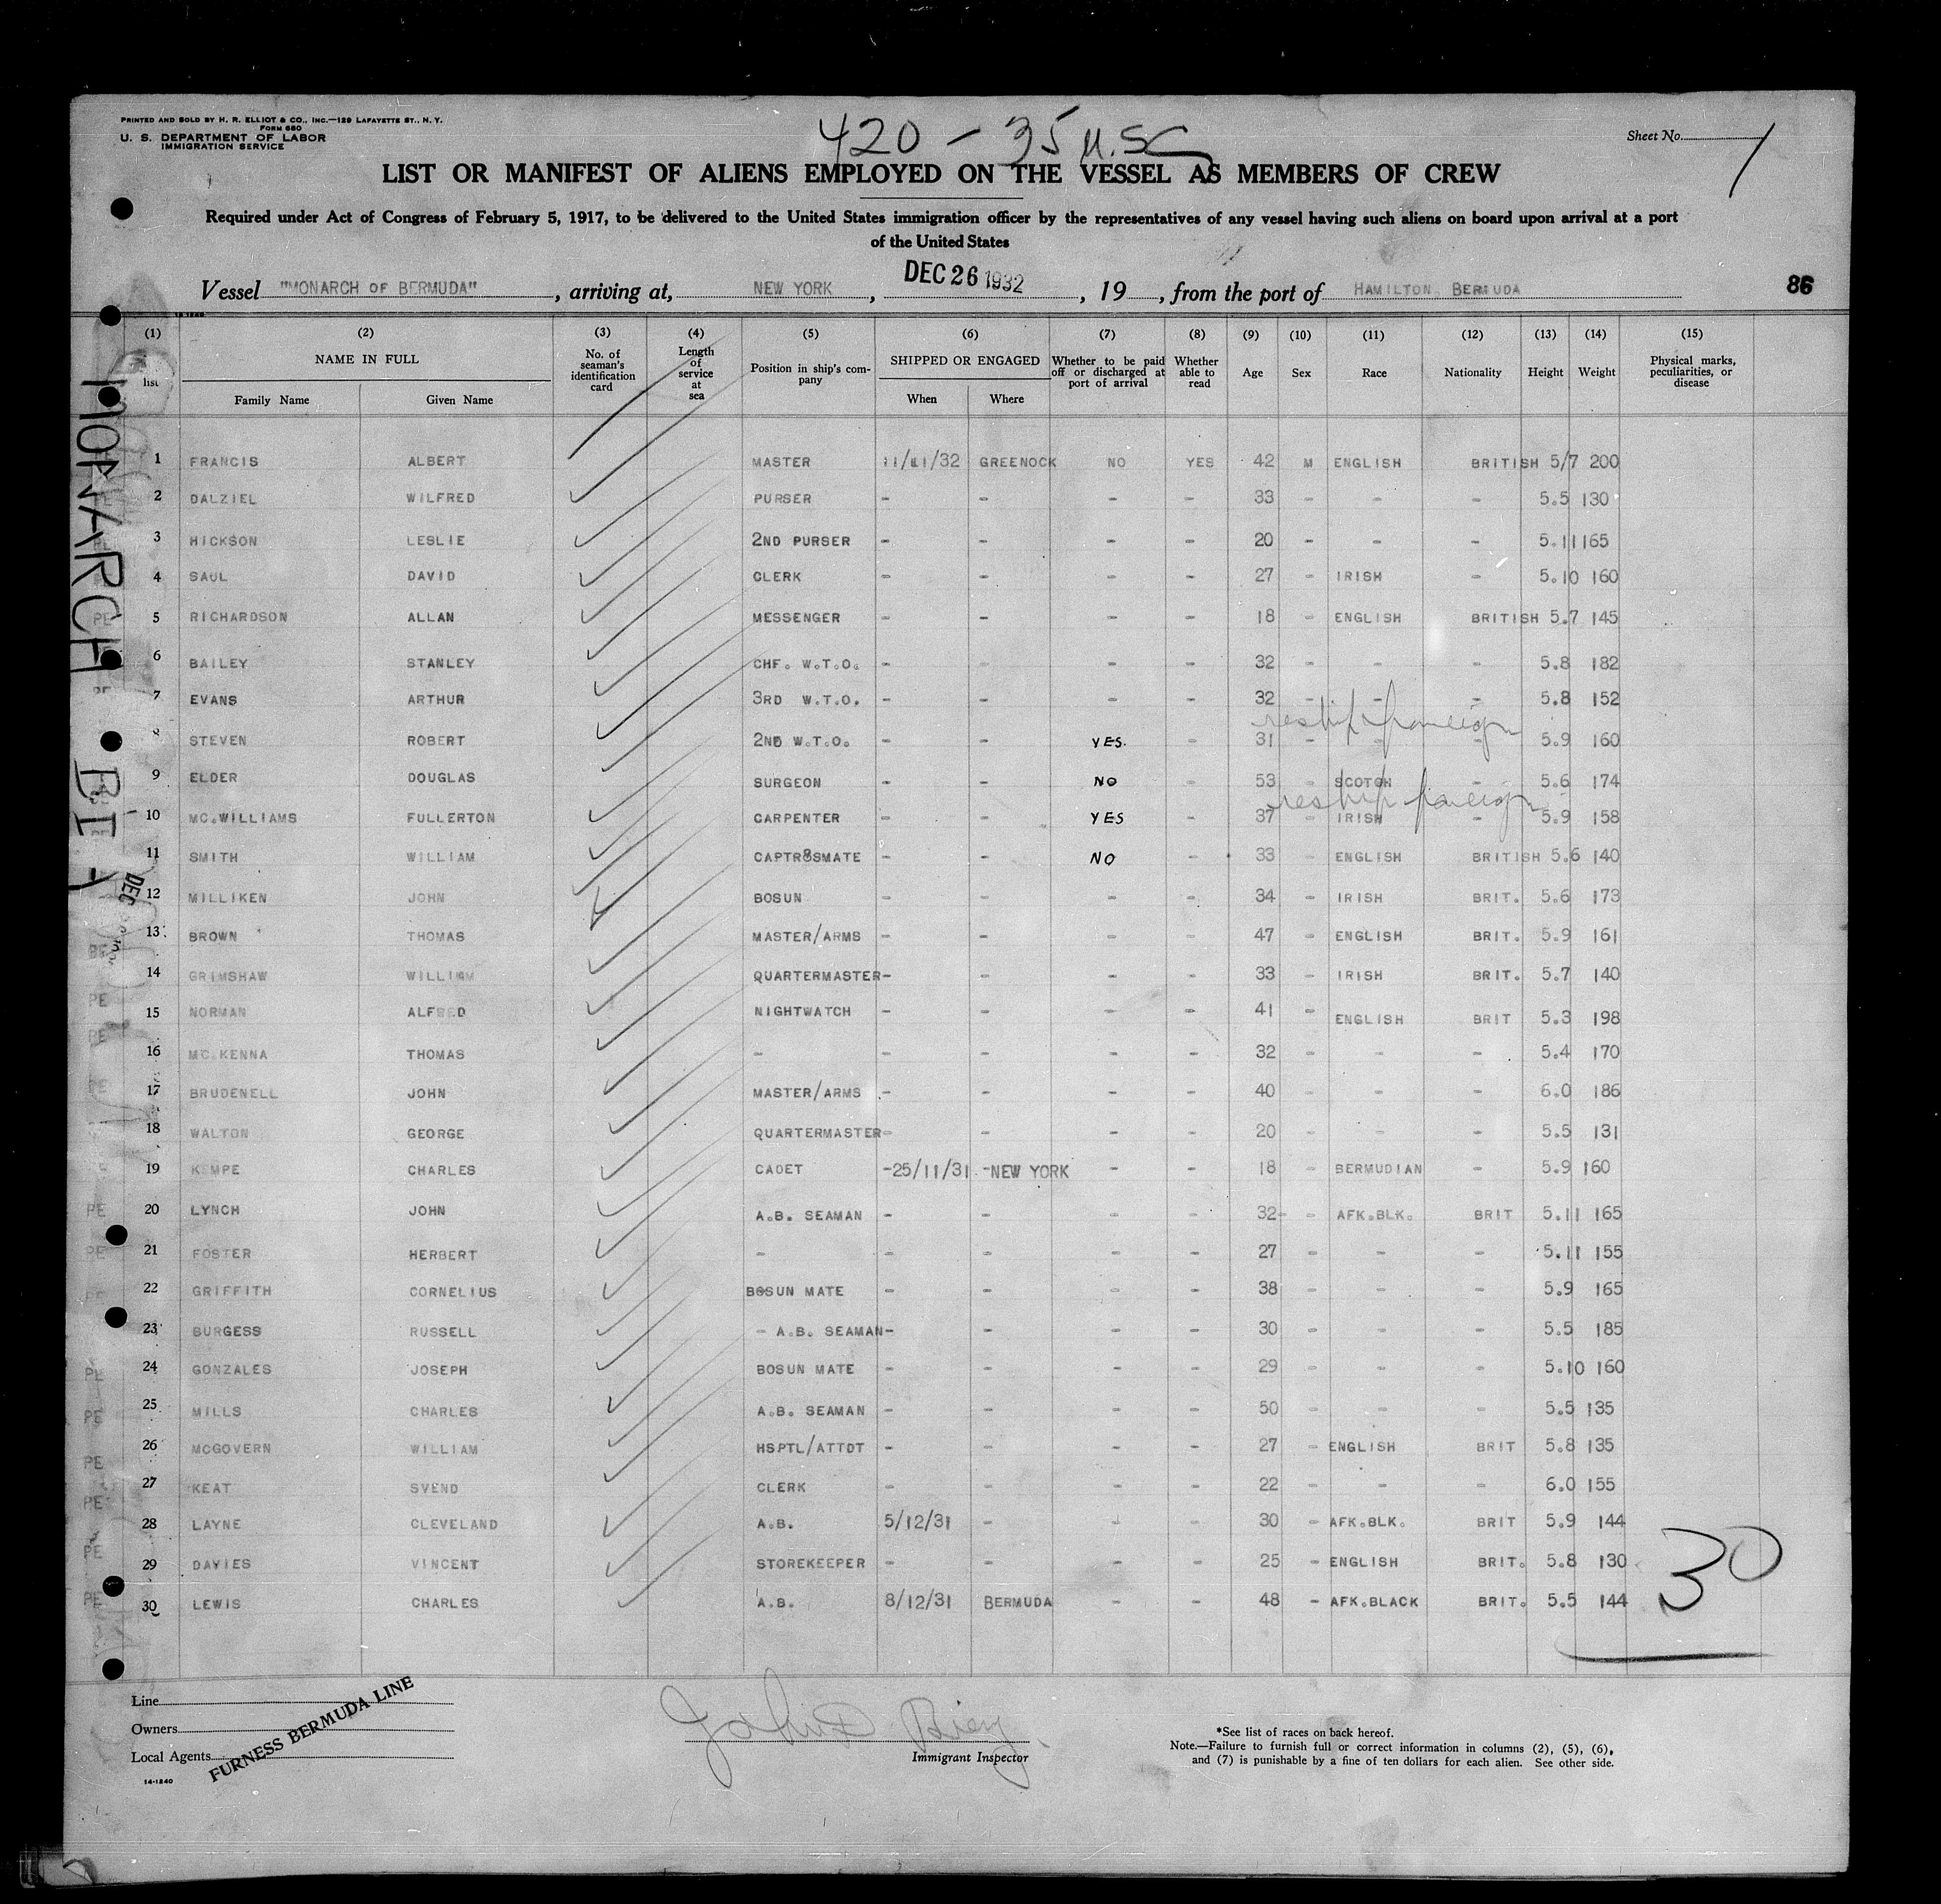 PRINTED AND SOLD BY H. R. ELLIOT & CO., INC.—129 LAFAYETTE ST., N. Y.
FORM 680
U. S. DEPARTMENT OF LABOR
IMMIGRATION SERVICE
420 - 35 U.S.C
Sheet No. 1
LIST OR MANIFEST OF ALIENS EMPLOYED ON THE VESSEL AS MEMBERS OF CREW
Required under Act of Congress of February 5, 1917, to be delivered to the United States immigration officer by the representatives of any vessel having such aliens on board upon arrival at a port
of the United States
Vessel "MONARCH OF BERMUDA", arriving at, NEW YORK, DEC 26 1932, 19 , from the port of HAMILTON, BERMUDA 86
(1) (2) (3) (4) (5) (6) (7) (8) (9) (10) (11) (12) (13) (14) (15)
list NAME IN FULL Family Name Given Name No. of seaman's identification card Length of service at sea Position in ship's company SHIPPED OR ENGAGED When Where Whether to be paid off or discharged at port of arrival Whether able to read Age Sex Race Nationality Height Weight Physical marks, peculiarities, or disease
1 FRANCIS ALBERT MASTER 11/11/32 GREENOCK NO YES 42 M ENGLISH BRITISH 5/7 200
2 DALZIEL WILFRED PURSER - - - - 33 - - - 5.5 130
3 HICKSON LESLIE 2ND PURSER - - - - 20 - - - 5.11 165
4 SAUL DAVID CLERK - - - - 27 - IRISH - 5.10 160
5 RICHARDSON ALLAN MESSENGER - - - - 18 - ENGLISH BRITISH 5.7 145
6 BAILEY STANLEY CHF. W.T.O. - - - - 32 - - - 5.8 182
7 EVANS ARTHUR 3RD W.T.O. - - - - 32 - - - 5.8 152
reship foreign
8 STEVEN ROBERT 2ND W.T.O. - - YES. - 31 - - - 5.9 160
9 ELDER DOUGLAS SURGEON - - NO - 53 - SCOTCH - 5.6 174
reship foreign
10 MC.WILLIAMS FULLERTON CARPENTER - - YES - 37 - IRISH - 5.9 158
11 SMITH WILLIAM CAPTR8SMATE - - NO - 33 - ENGLISH BRITISH 5.6 140
12 MILLIKEN JOHN BOSUN - - - - 34 - IRISH BRIT. 5.6 173
13 BROWN THOMAS MASTER/ARMS - - - - 47 - ENGLISH BRIT. 5.9 161
14 GRIMSHAW WILLIAM QUARTERMASTER - - - - 33 - IRISH BRIT. 5.7 140
15 NORMAN ALFRED NIGHTWATCH - - - - 41 - ENGLISH BRIT 5.3 198
16 MC.KENNA THOMAS - - - - - 32 - - - 5.4 170
17 BRUDENELL JOHN MASTER/ARMS - - - - 40 - - - 6.0 186
18 WALTON GEORGE QUARTERMASTER - - - - 20 - - - 5.5 131
19 KEMPE CHARLES CADET -25/11/31 -NEW YORK - - 18 - BERMUDIAN - 5.9 160
20 LYNCH JOHN A.B. SEAMAN - - - - 32- - AFK.BLK. BRIT 5.11 165
21 FOSTER HERBERT - - - - - 27 - - - 5.11 155
22 GRIFFITH CORNELIUS BOSUN MATE - - - - 38 - - - 5.9 165
23 BURGESS RUSSELL - A.B. SEAMAN - - - - 30 - - - 5.5 185
24 GONZALES JOSEPH BOSUN MATE - - - - 29 - - - 5.10 160
25 MILLS CHARLES A.B. SEAMAN - - - - 50 - - - 5.5 135
26 MCGOVERN WILLIAM HSPTL/ATTDT - - - - 27 - ENGLISH BRIT 5.8 135
27 KEAT SVEND CLERK - - - - 22 - - - 6.0 155
28 LAYNE CLEVELAND A.B. 5/12/31 - - - 30 - AFK.BLK. BRIT 5.9 144
29 DAVIES VINCENT STOREKEEPER - - - - 25 - ENGLISH BRIT. 5.8 130
30 LEWIS CHARLES A.B. 8/12/31 BERMUDA - - 48 - AFK.BLACK BRIT. 5.5 144
30
MONARCH
DEC
Line
Owners
Local Agents
FURNESS BERMUDA LINE
14-1240
Immigrant Inspector
*See list of races on back hereof.
Note.—Failure to furnish full or correct information in columns (2), (5), (6),
and (7) is punishable by a fine of ten dollars for each alien. See other side.